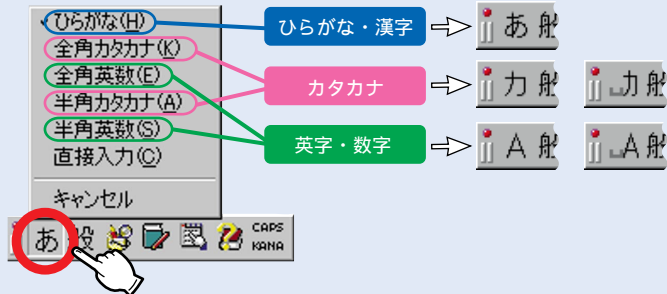 ひらがな(H)
全角カタカナ(K)
全角英数(E)
半角カタカナ(A)
半角英数(S)
直接入力(C)
キャンセル
あ 般 CAPS
KANA
ひらがな・漢字
あ 般
カタカナ
カ 般
カ 般
英字・数字
A 般
A 般